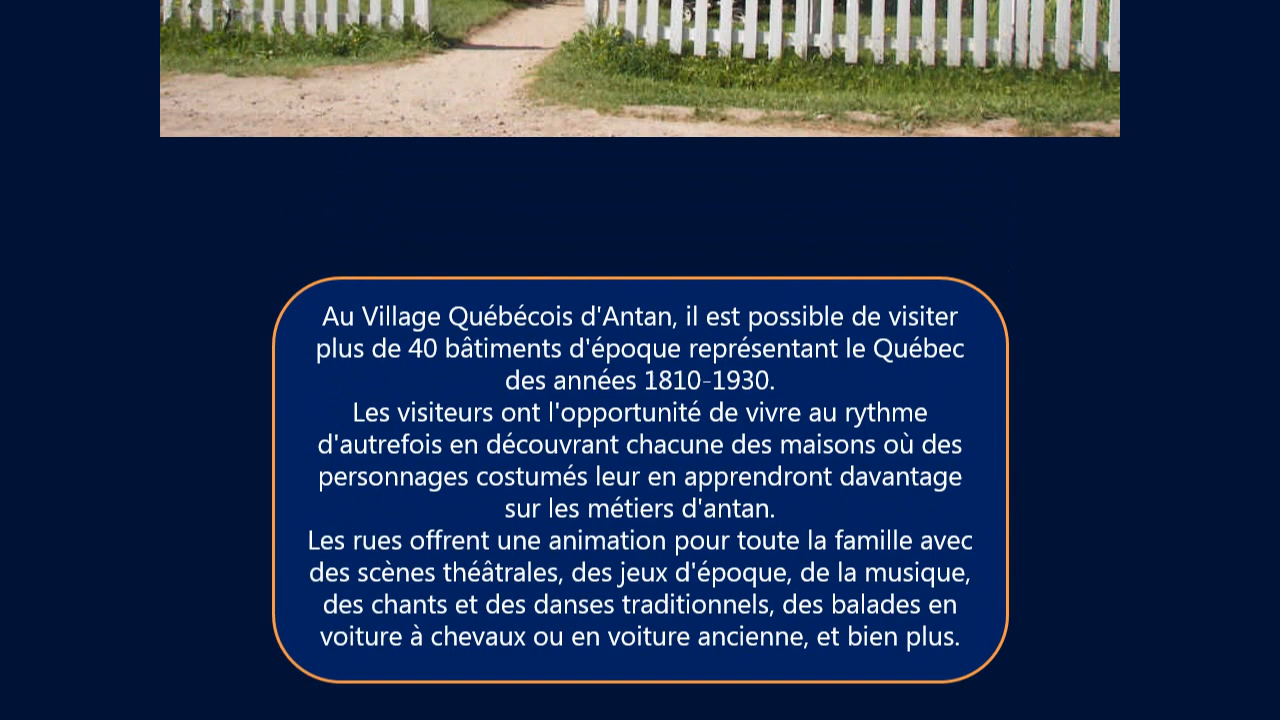 Au Village Québécois d'Antan, il est possible de visiter
plus de 40 bâtiments d'époque représentant le Québec
des années 1810-1930.
Les visiteurs ont l'opportunité de vivre au rythme
d'autrefois en découvrant chacune des maisons où des
personnages costumés leur en apprendront davantage
sur les métiers d'antan.
Les rues offrent une animation pour toute la famille avec
des scènes théâtrales, des jeux d'époque, de la musique,
des chants et des danses traditionnels, des balades en
voiture à chevaux ou en voiture ancienne, et bien plus.